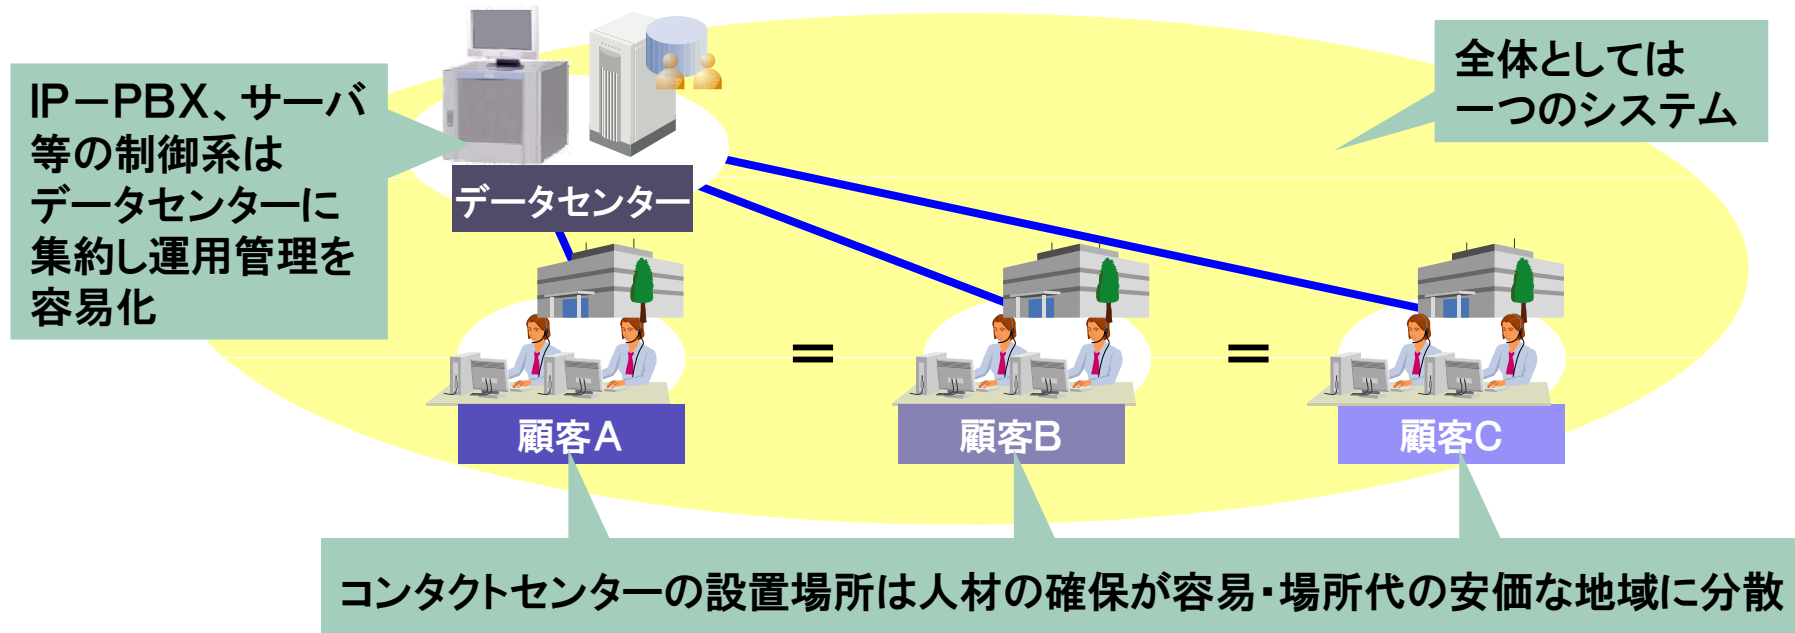 IP－PBX、サーバ
等の制御系は
データセンターに
集約し運用管理を
容易化
全体としては
一つのシステム
データセンター
＝
＝
顧客A
顧客B
顧客C
コンタクトセンターの設置場所は人材の確保が容易・場所代の安価な地域に分散